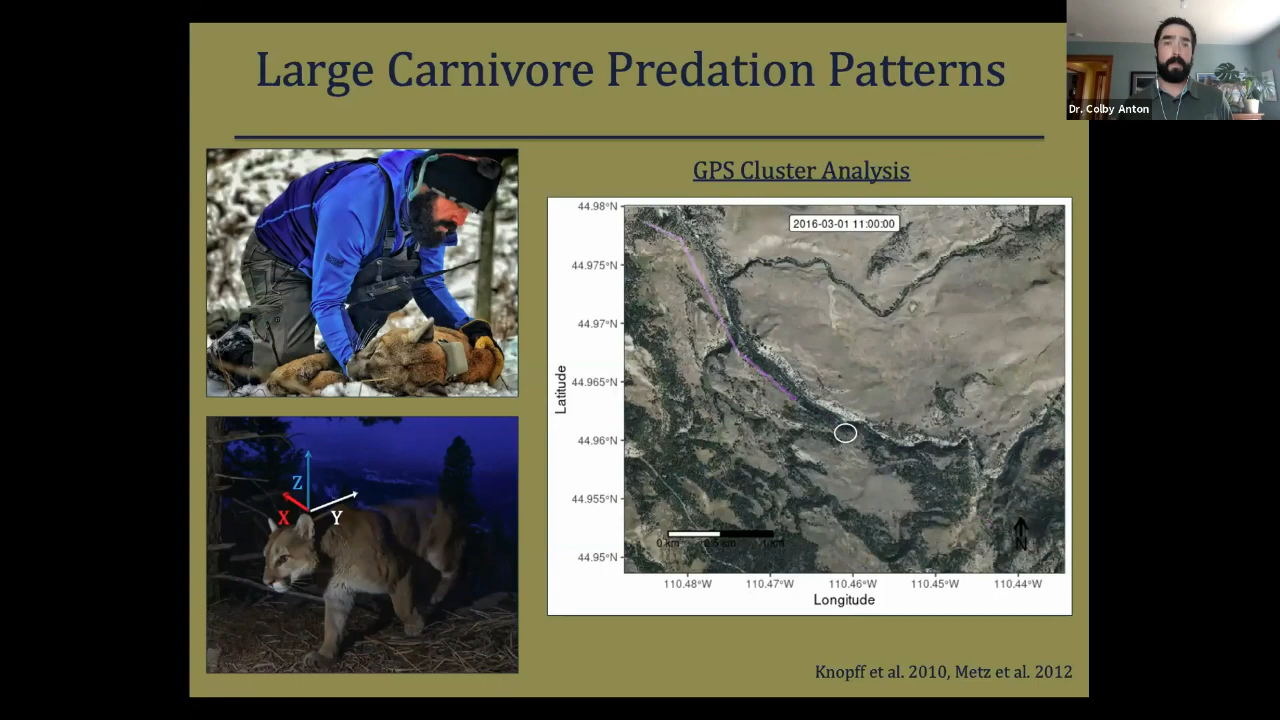 Large Carnivore Predation Patterns
Dr. Colby Anton
GPS Cluster Analysis
2016-03-01 11:00:00
44.98°N
44.975°N
44.97°N
44.965°N
44.96°N
44.955°N
44.95°N
Latitude
0 km
N
110.48°W 110.47°W 110.46°W 110.45°W 110.44°W
Longitude
Z
X
Y
Knopff et al. 2010, Metz et al. 2012